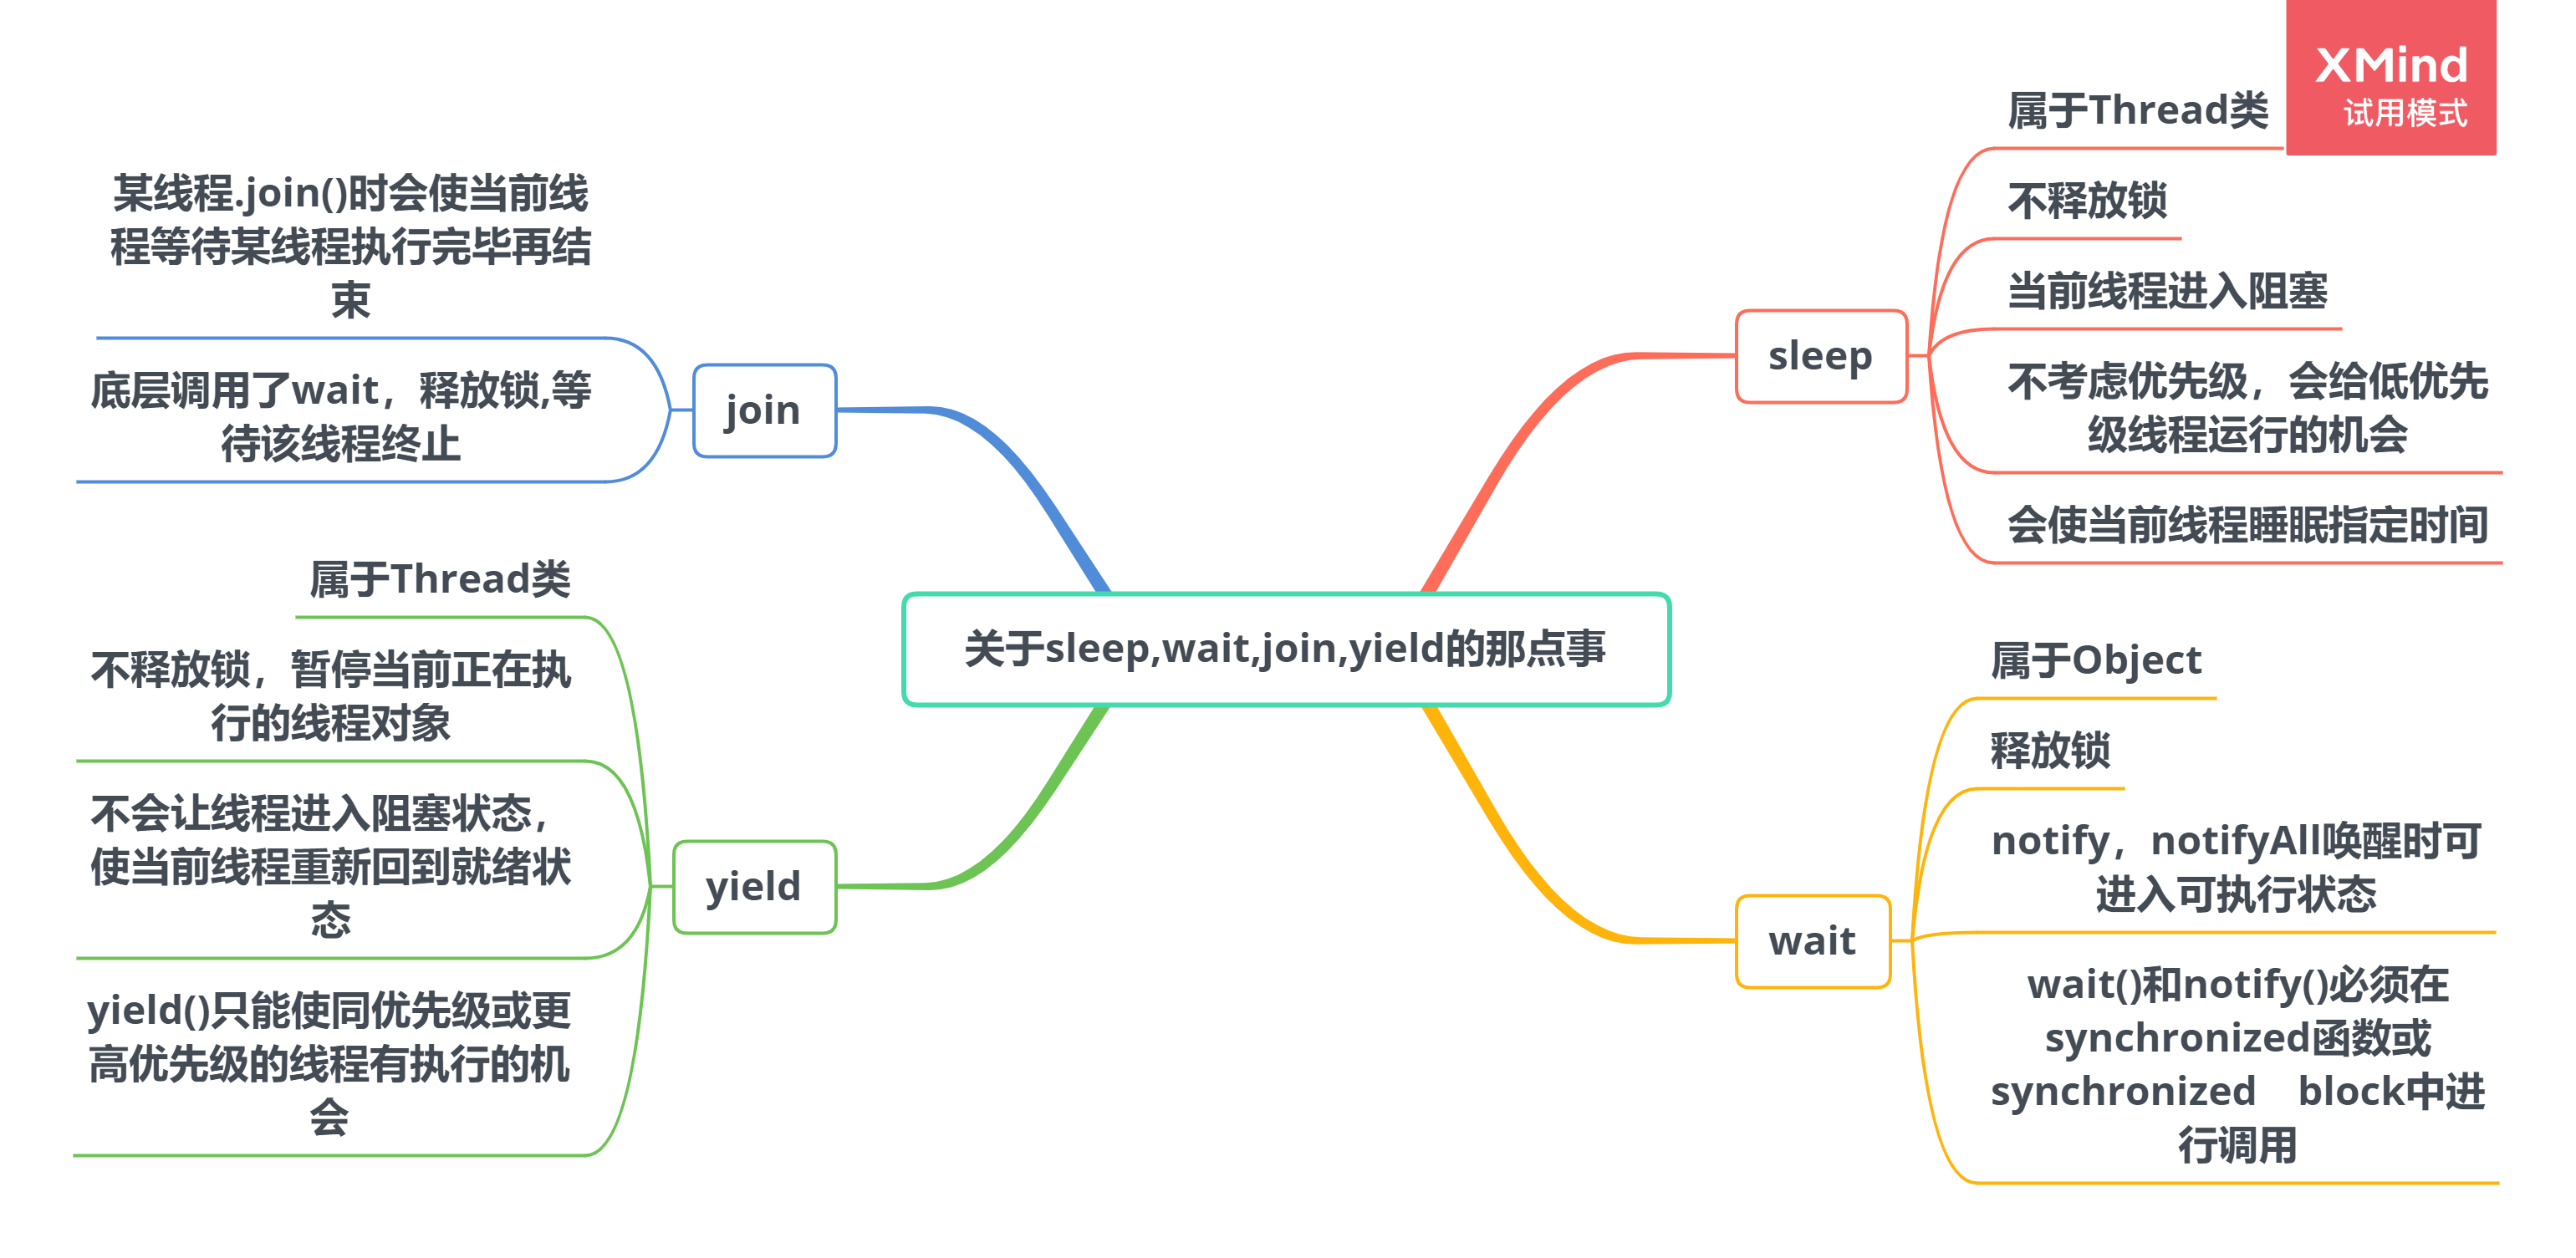 关于sleep,wait,join,yield的那点事
sleep
属于Thread类
不释放锁
当前线程进入阻塞
不考虑优先级，会给低优先
级线程运行的机会
会使当前线程睡眠指定时间
wait
属于Object
释放锁
notify，notifyAll唤醒时可
进入可执行状态
wait()和notify()必须在
synchronized函数或
synchronized　block中进
行调用
join
某线程.join()时会使当前线
程等待某线程执行完毕再结
束
底层调用了wait，释放锁,等
待该线程终止
yield
属于Thread类
不释放锁，暂停当前正在执
行的线程对象
不会让线程进入阻塞状态，
使当前线程重新回到就绪状
态
yield()只能使同优先级或更
高优先级的线程有执行的机
会
XMind
试用模式